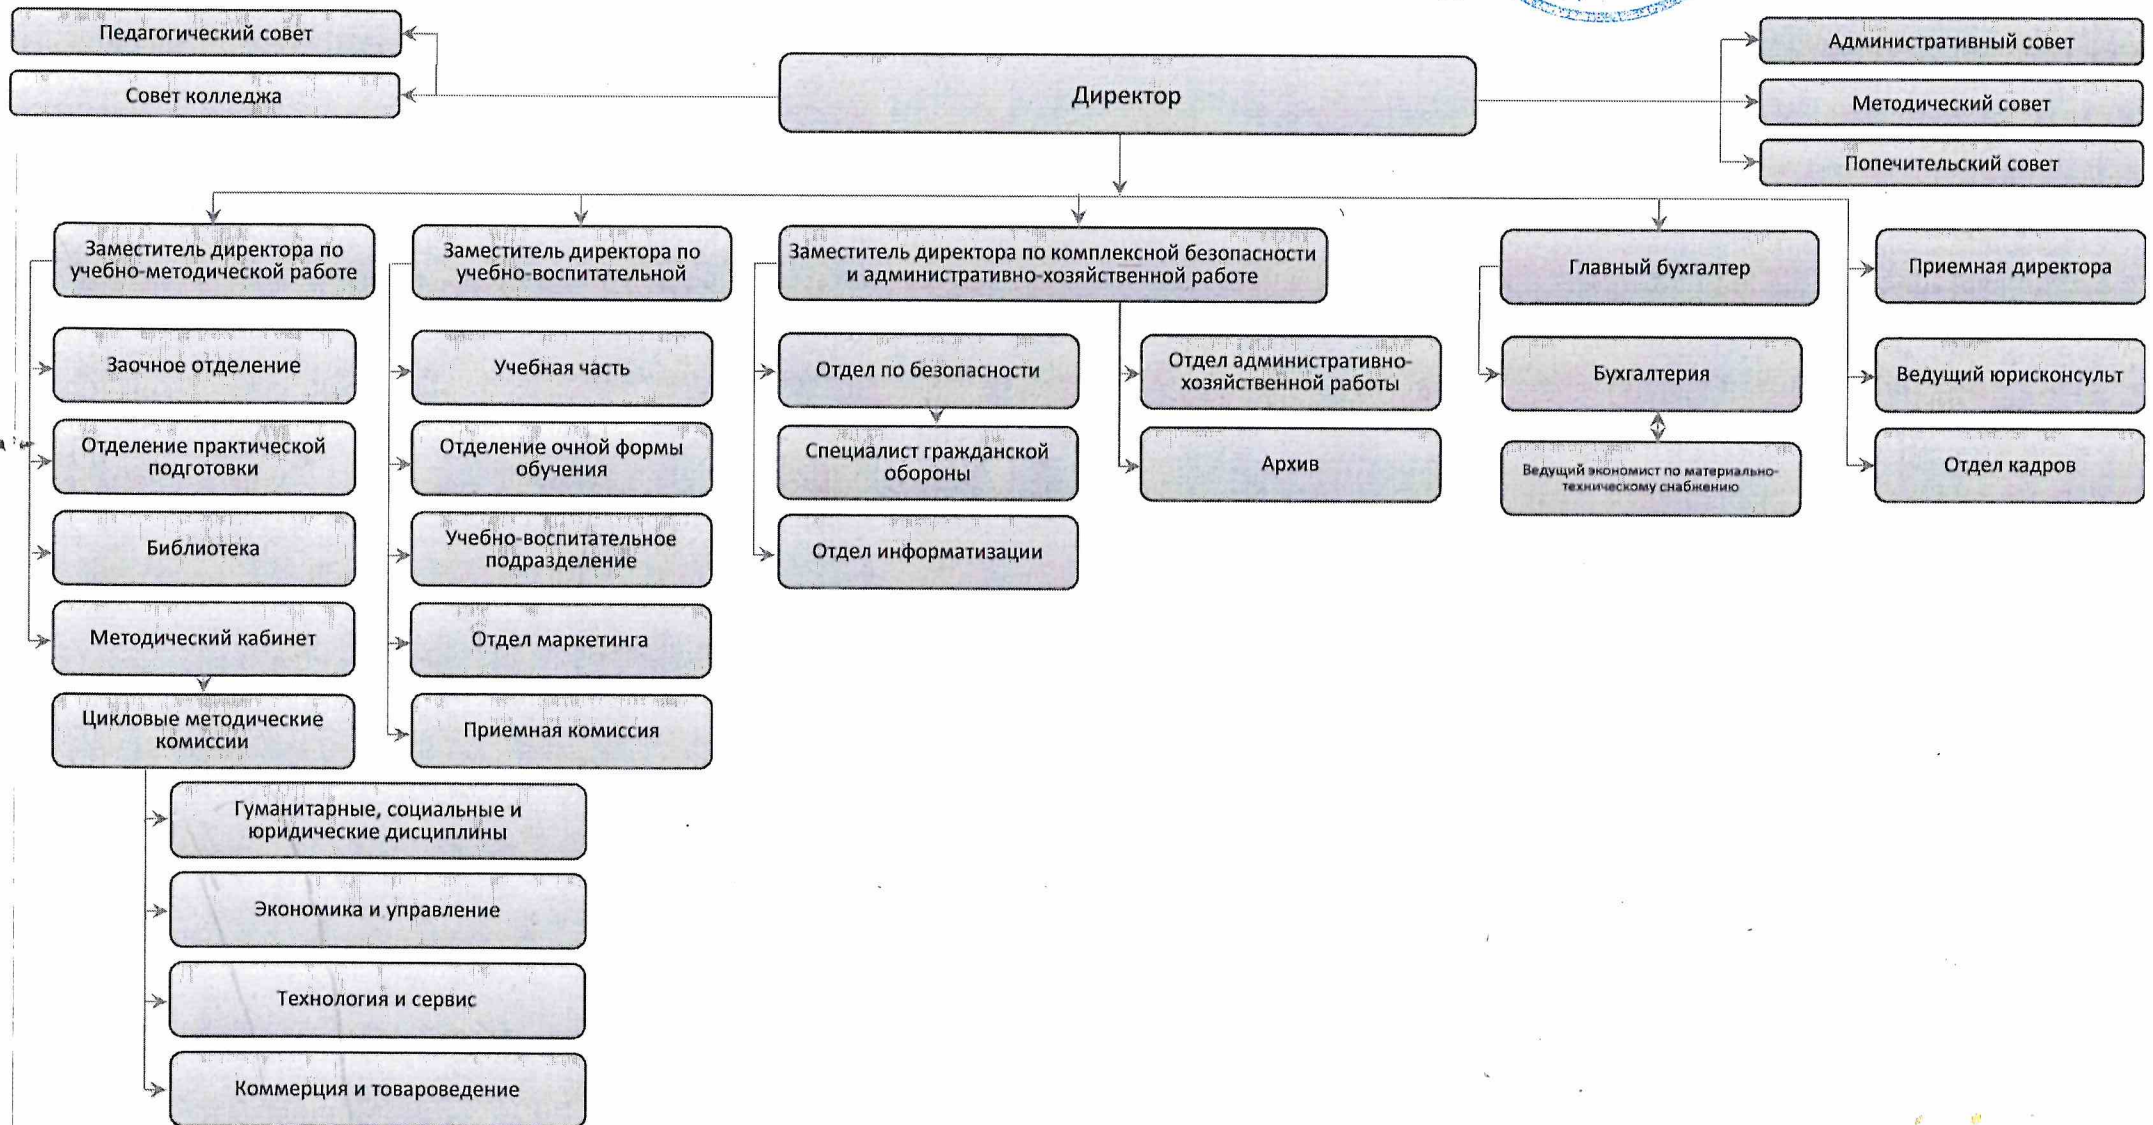 Педагогический совет
Совет колледжа
Директор
Административный совет
Методический совет
Попечительский совет
Заместитель директора по
учебно-методической работе
Заочное отделение
Отделение практической
подготовки
Библиотека
Методический кабинет
Цикловые методические
комиссии
Гуманитарные, социальные и
юридические дисциплины
Экономика и управление
Технология и сервис
Коммерция и товароведение
Заместитель директора по
учебно-воспитательной
Учебная часть
Отделение очной формы
обучения
Учебно-воспитательное
подразделение
Отдел маркетинга
Приемная комиссия
Заместитель директора по комплексной безопасности
и административно-хозяйственной работе
Отдел по безопасности
Специалист гражданской
обороны
Отдел информатизации
Отдел административно-
хозяйственной работы
Архив
Главный бухгалтер
Бухгалтерия
Ведущий экономист по материально-
техническому снабжению
Приемная директора
Ведущий юрисконсульт
Отдел кадров